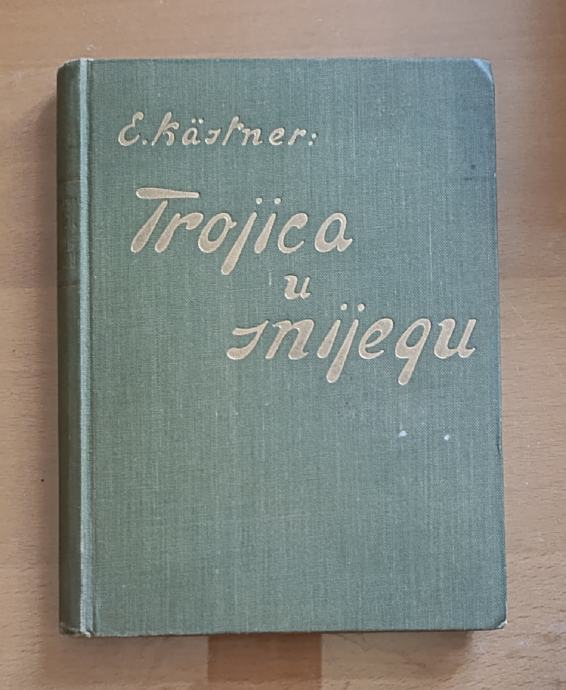 E. Kästner:
Trojica
u
snijegu